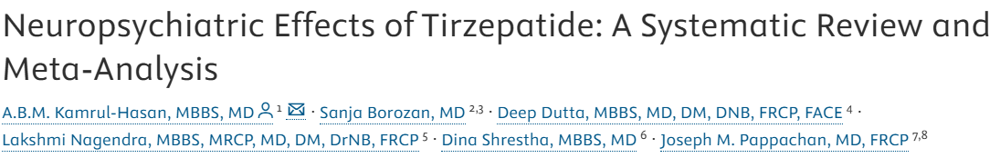 Neuropsychiatric Effects of Tirzepatide: A Systematic Review and
Meta-Analysis
A.B.M. Kamrul-Hasan, MBBS, MD 1 · Sanja Borozan, MD 2,3 · Deep Dutta, MBBS, MD, DM, DNB, FRCP, FACE 4 ·
Lakshmi Nagendra, MBBS, MRCP, MD, DM, DrNB, FRCP 5 · Dina Shrestha, MBBS, MD 6 · Joseph M. Pappachan, MD, FRCP 7,8